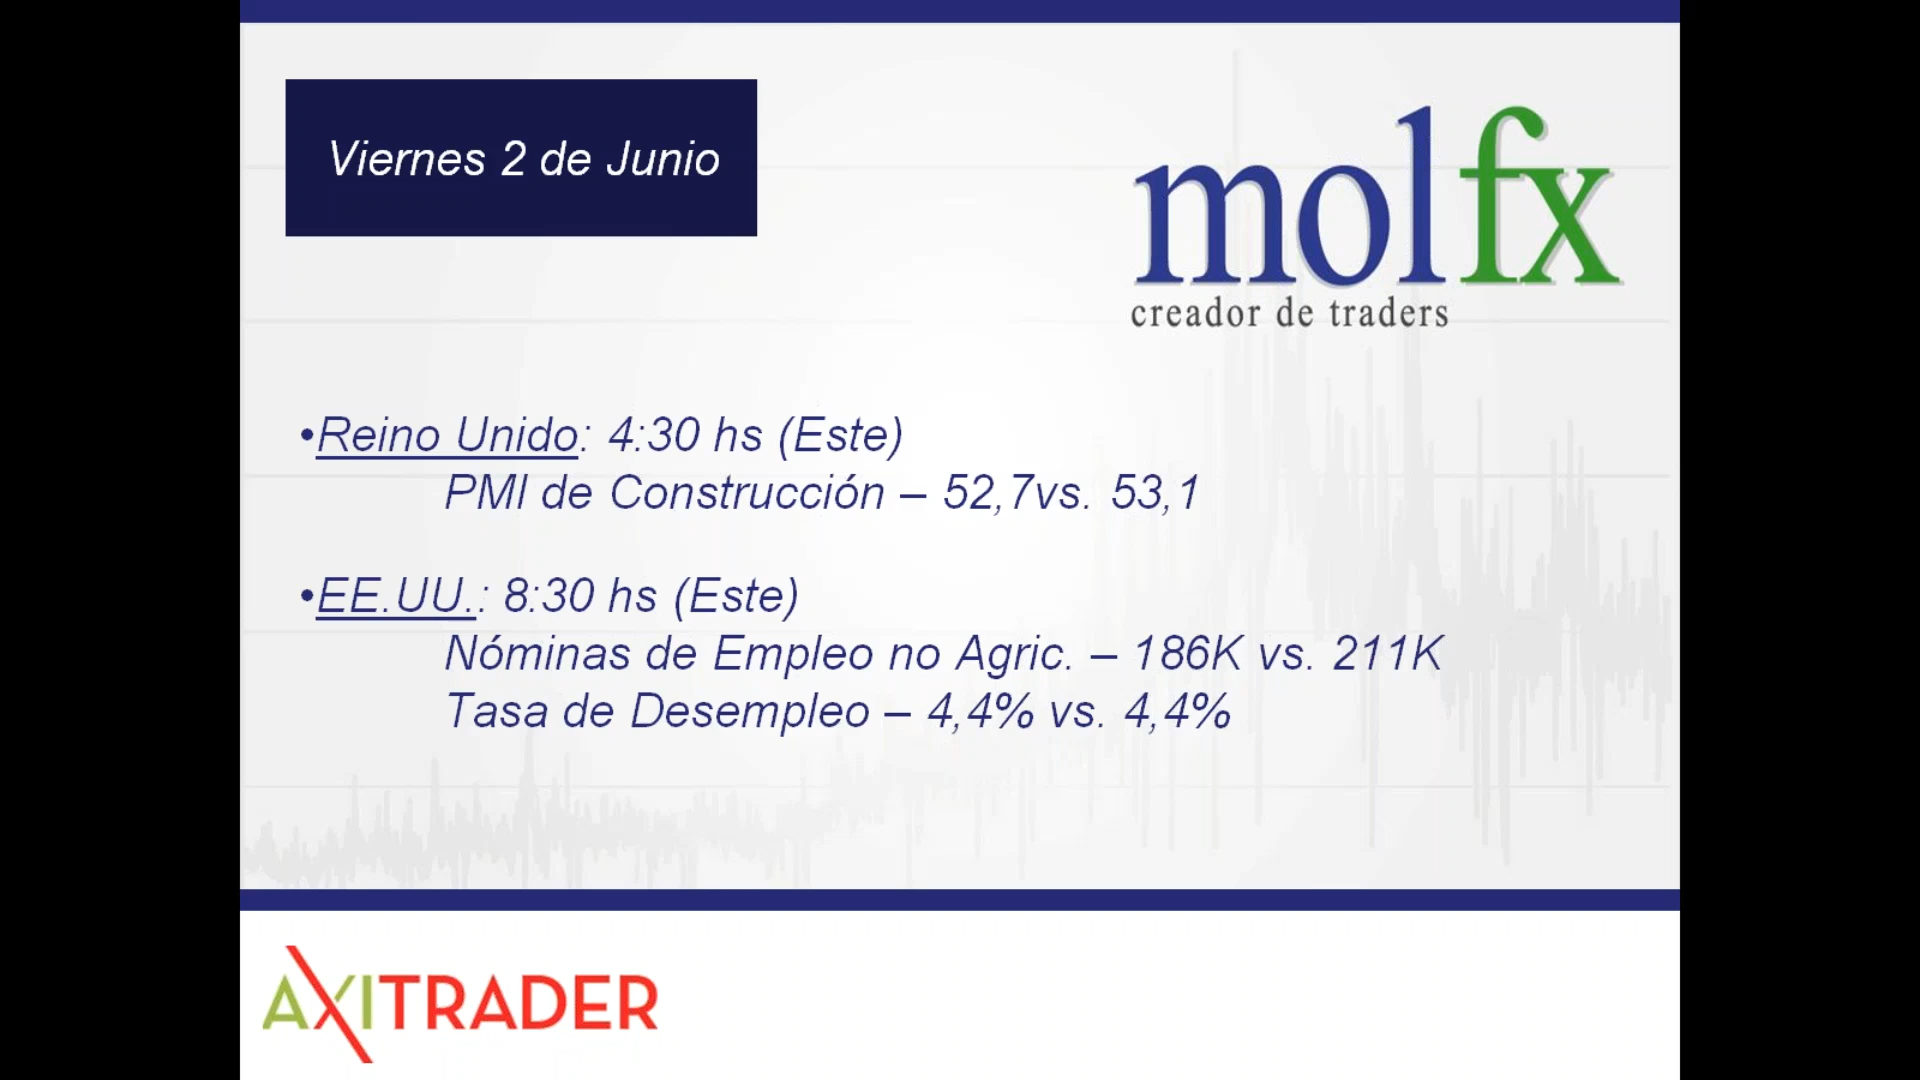 Viernes 2 de Junio
molfx
creador de traders
•Reino Unido: 4:30 hs (Este)
PMI de Construcción – 52,7vs. 53,1
•EE.UU.: 8:30 hs (Este)
Nóminas de Empleo no Agric. – 186K vs. 211K
Tasa de Desempleo – 4,4% vs. 4,4%
AXITRADER